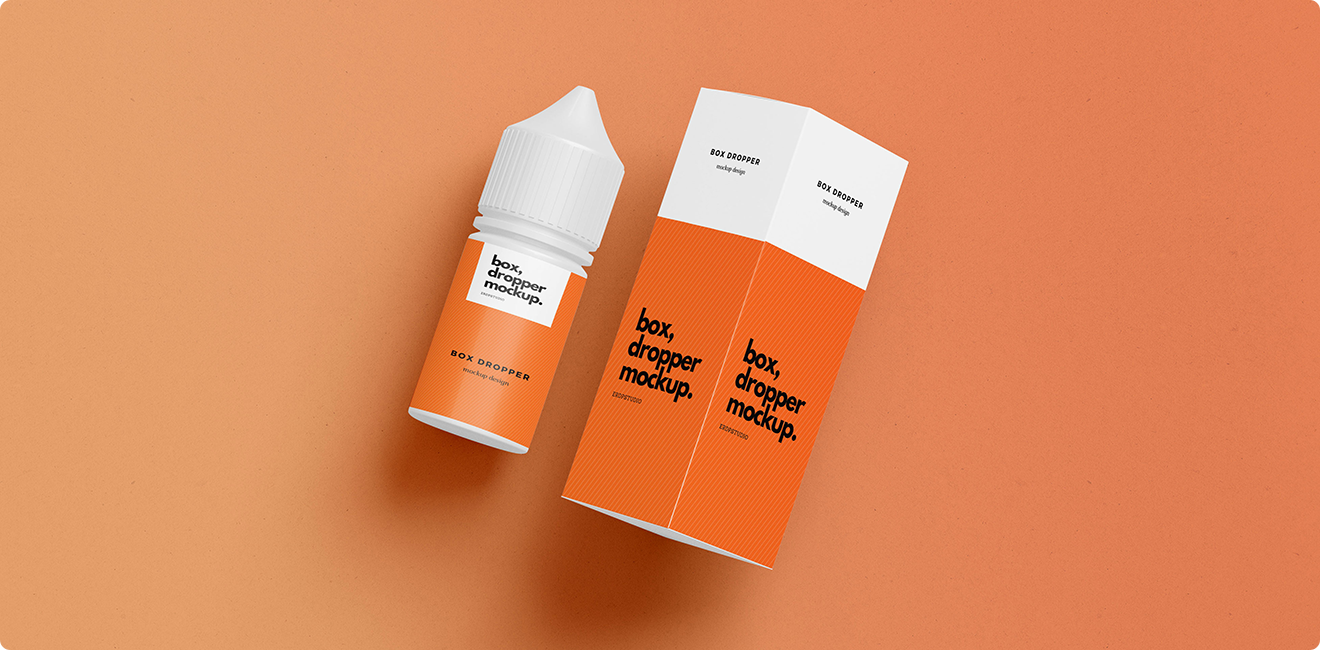 box,
dropper
mockup.
BOX DROPPER
mockup design
BOX DROPPER
mockup design
BOX DROPPER
mockup design
box,
dropper
mockup.
box,
dropper
mockup.